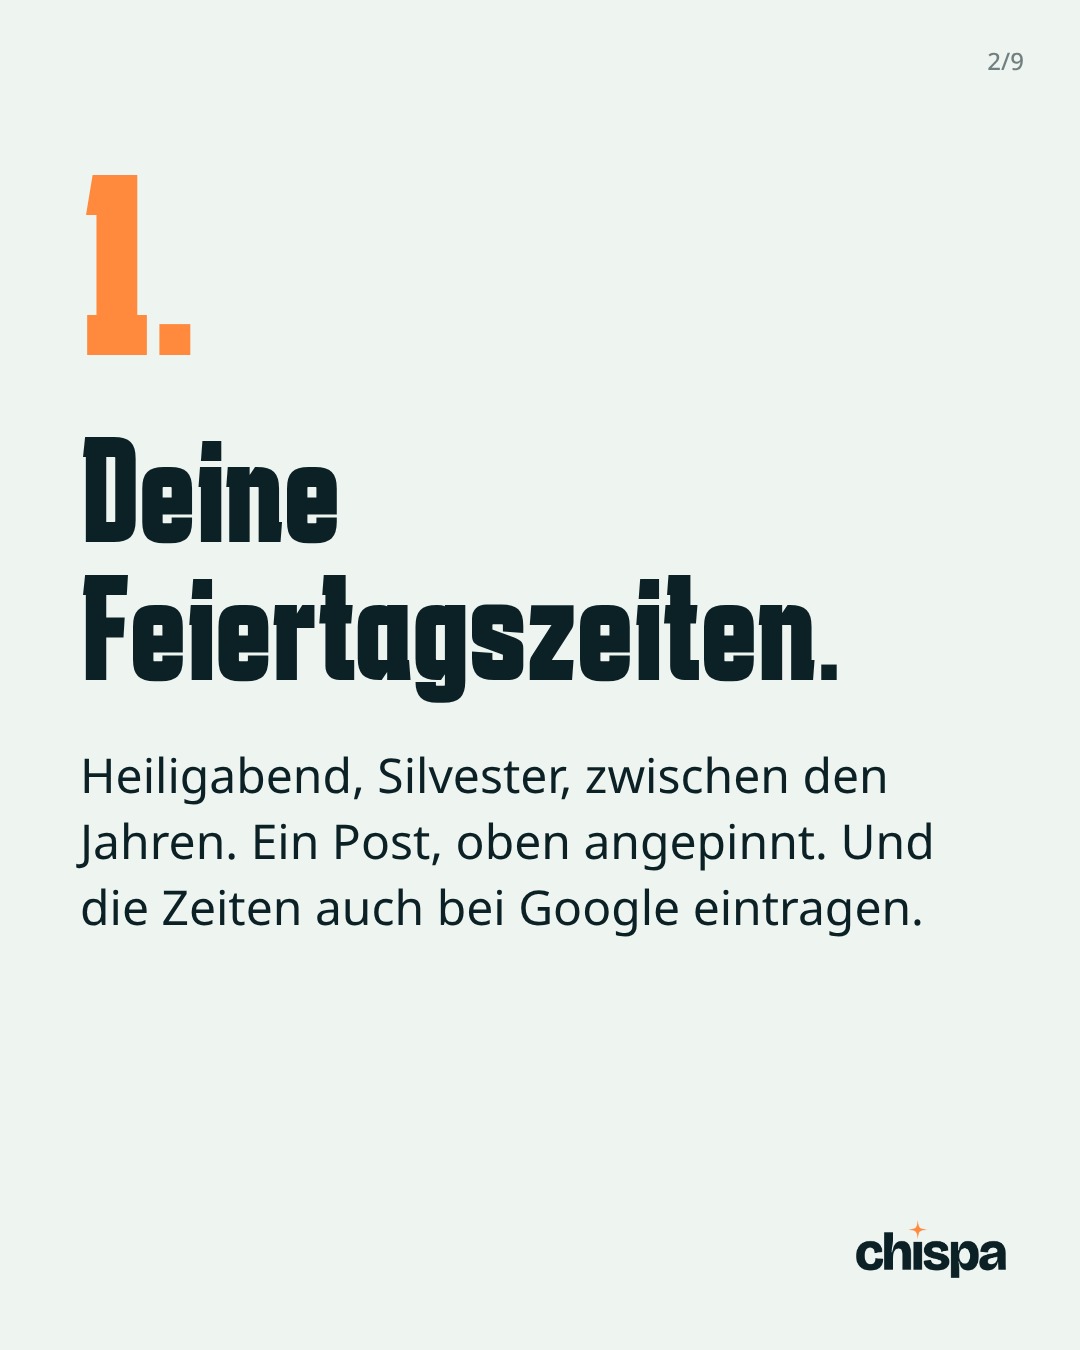 2/9
1.
Deine
Feiertagszeiten.
Heiligabend, Silvester, zwischen den
Jahren. Ein Post, oben angepinnt. Und
die Zeiten auch bei Google eintragen.
chispa